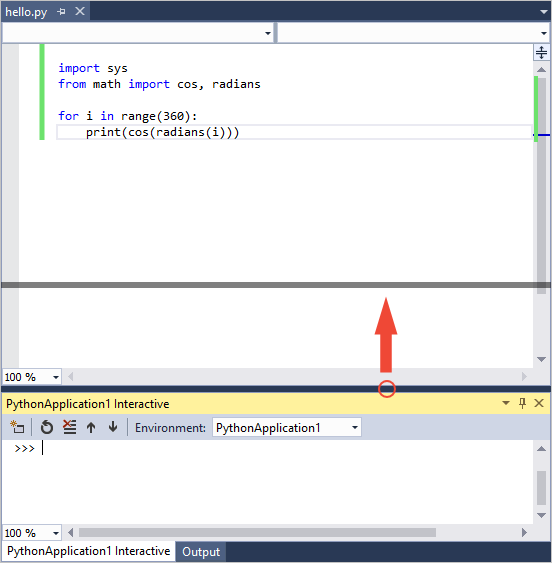 hello.py
import sys
from math import cos, radians
for i in range(360):
    print(cos(radians(i)))
100 %
PythonApplication1 Interactive
Environment: PythonApplication1
>>>
100 %
PythonApplication1 Interactive Output